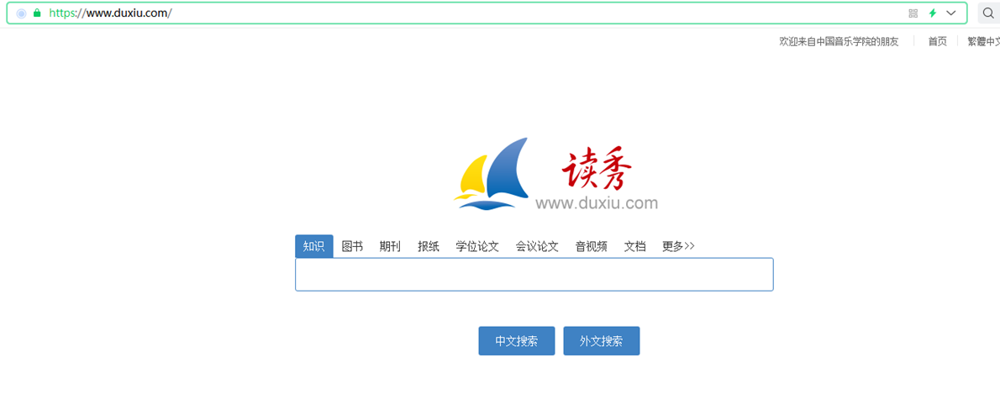 https://www.duxiu.com/
欢迎来自中国音乐学院的朋友 首页 繁體中文
读秀
www.duxiu.com
知识 图书 期刊 报纸 学位论文 会议论文 音视频 文档 更多>>
中文搜索 外文搜索